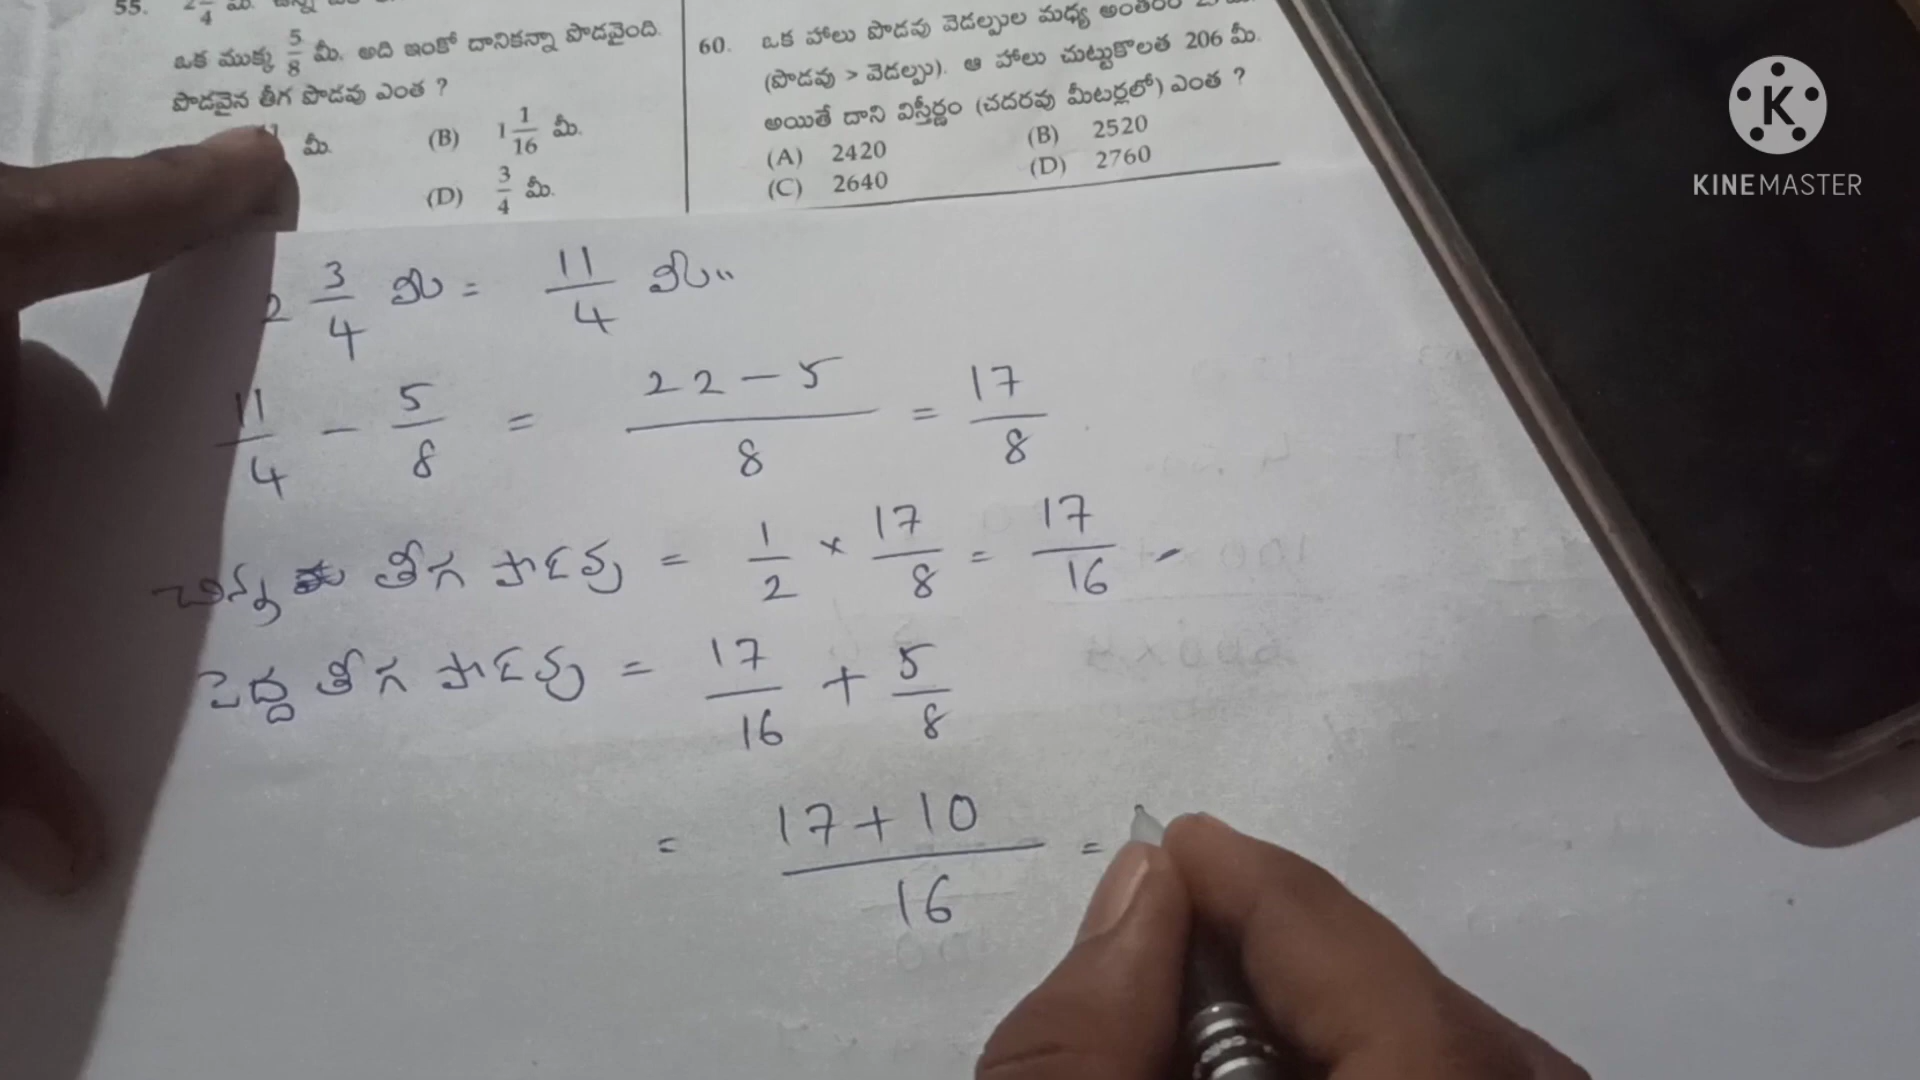 55.
ఒక ముక్క 5/8 మీ. అది ఇంకో దానికన్నా పొడవైంది.
పొడవైన తీగ పొడవు ఎంత ?
మీ. (B) 1 1/16 మీ.
(D) 3/4 మీ.
60. ఒక హాలు పొడవు వెడల్పుల మధ్య అంతరం
(పొడవు > వెడల్పు). ఆ హాలు చుట్టుకొలత 206 మీ.
అయితే దాని విస్తీర్ణం (చదరపు మీటర్లలో) ఎంత ?
(A) 2420 (B) 2520
(C) 2640 (D) 2760
KINEMASTER
2 3/4 మీ = 11/4 మీ..
11/4 - 5/8 = 22-5/8 = 17/8
చిన్న తీగ పొడవు = 1/2 × 17/8 = 17/16
పెద్ద తీగ పొడవు = 17/16 + 5/8
= 17+10/16 =